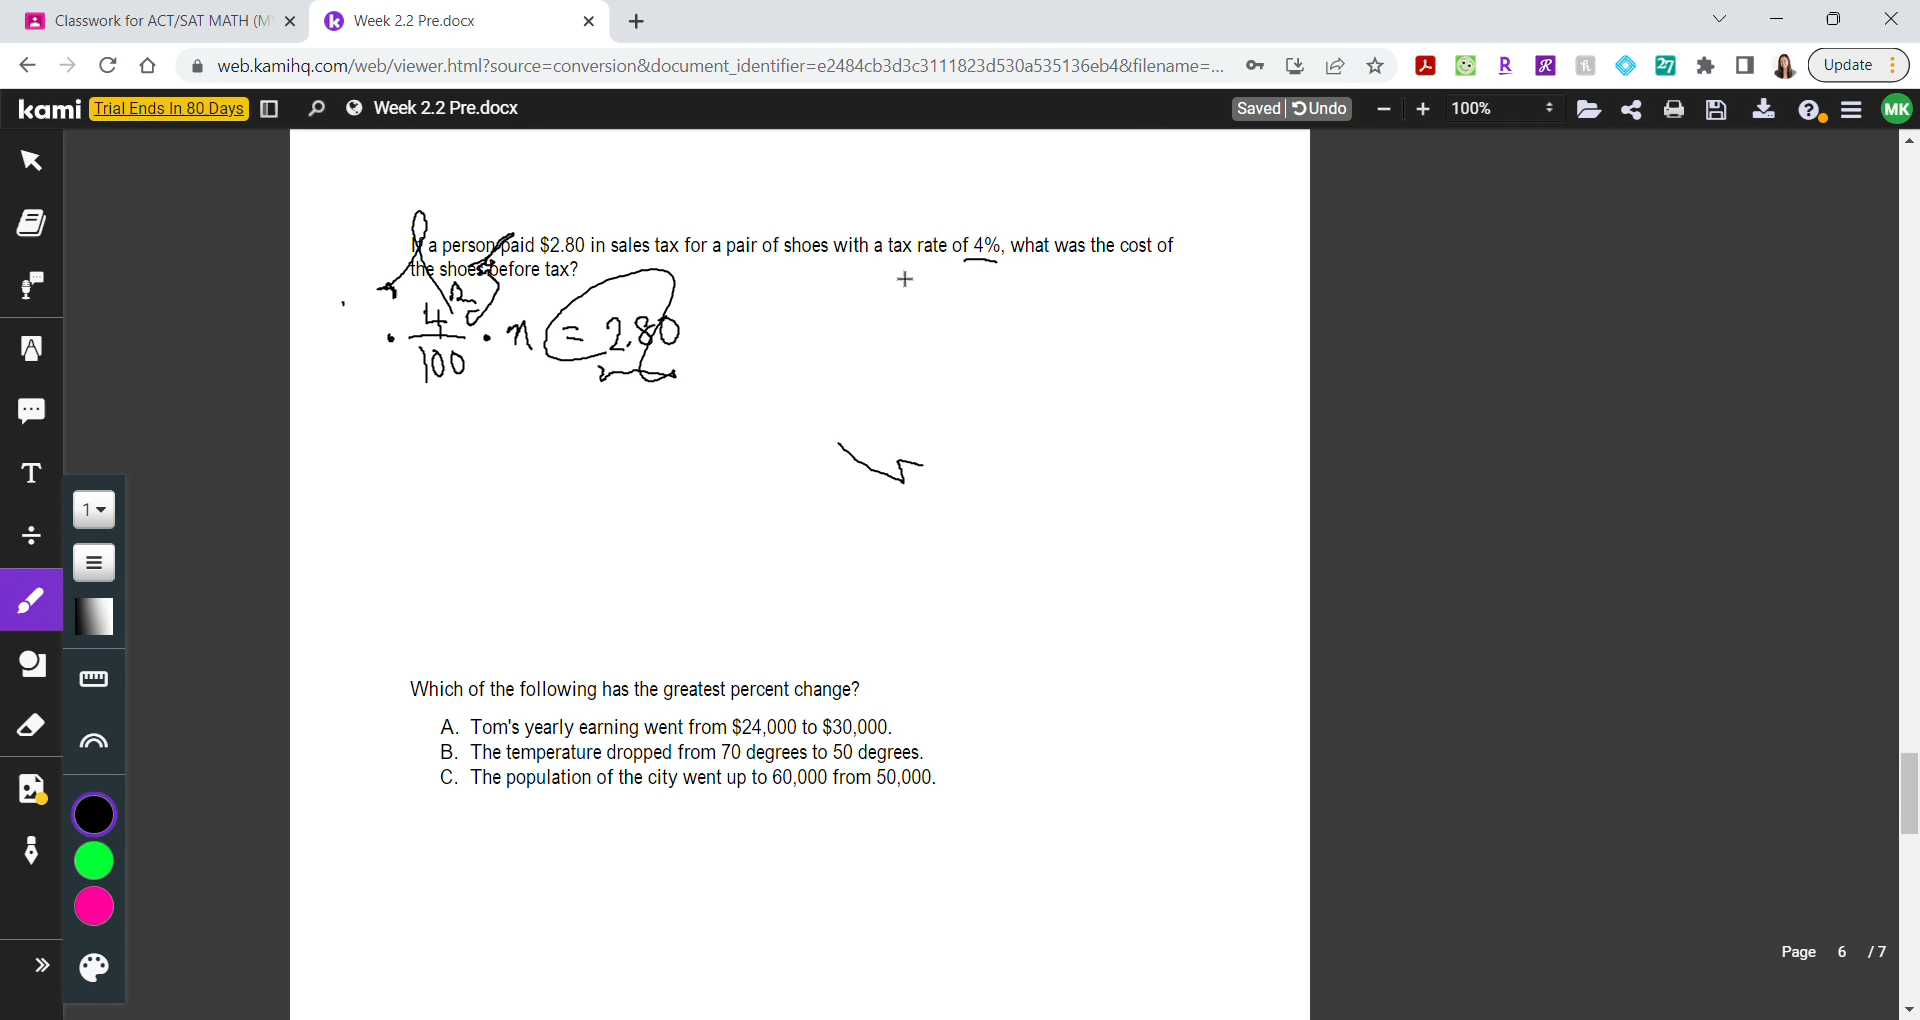 Classwork for ACT/SAT MATH (M
Week 2.2 Pre.docx
web.kamihq.com/web/viewer.html?source=conversion&document_identifier=e2484cb3d3c3111823d530a535136eb4&filename=...
Update
kami Trial Ends In 80 Days
Week 2.2 Pre.docx
Saved Undo
100%
MK
If a person paid $2.80 in sales tax for a pair of shoes with a tax rate of 4%, what was the cost of
the shoes before tax?
4/100 · n = 2.80
1
Which of the following has the greatest percent change?
A. Tom's yearly earning went from $24,000 to $30,000.
B. The temperature dropped from 70 degrees to 50 degrees.
C. The population of the city went up to 60,000 from 50,000.
Page 6 / 7